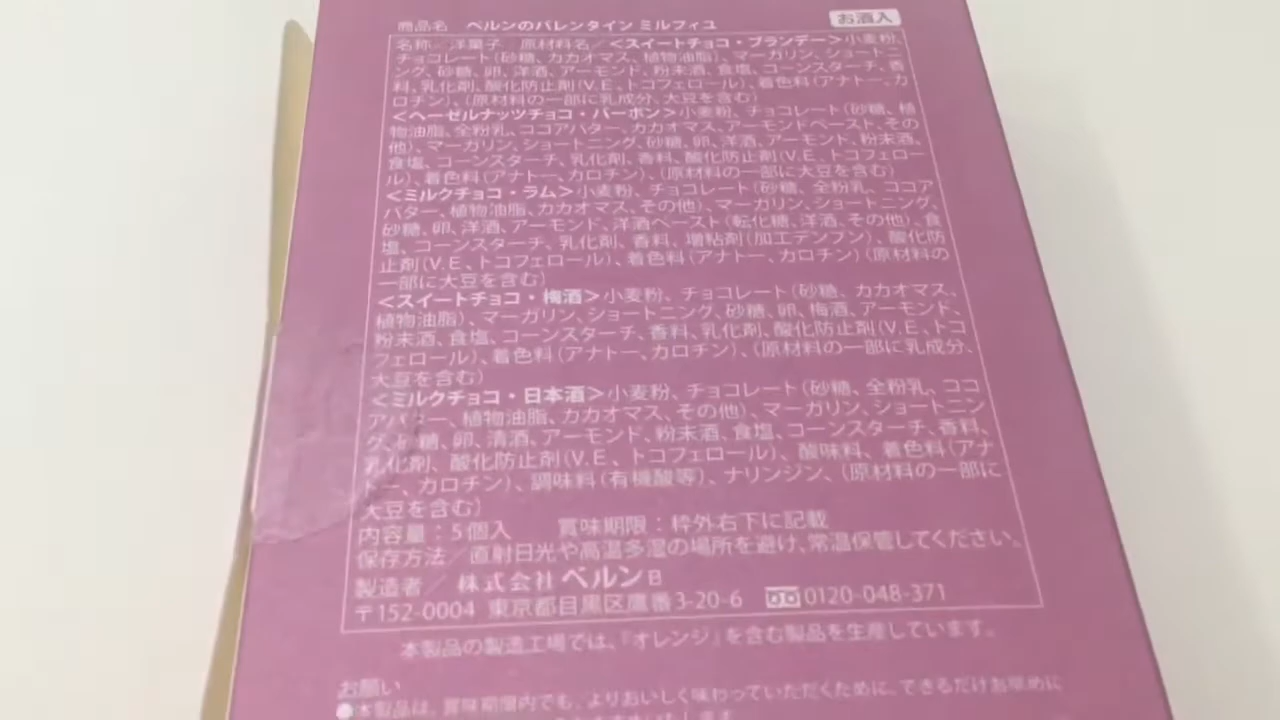 商品名 ベルンのバレンタイン ミルフィユ
お酒入
名称／洋菓子 原材料名／＜スイートチョコ・ブランデー＞小麦粉、
チョコレート(砂糖、カカオマス、植物油脂)、マーガリン、ショートニ
ング、砂糖、卵、洋酒、アーモンド、粉末酒、食塩、コーンスターチ、香
料、乳化剤、酸化防止剤(V.E、トコフェロール)、着色料(アナトー、カ
ロチン)、(原材料の一部に乳成分、大豆を含む)
＜ヘーゼルナッツチョコ・バーボン＞小麦粉、チョコレート(砂糖、植
物油脂、全粉乳、ココアバター、カカオマス、アーモンドペースト、その
他)、マーガリン、ショートニング、砂糖、卵、洋酒、アーモンド、粉末酒、
食塩、コーンスターチ、乳化剤、香料、酸化防止剤(V.E、トコフェロー
ル)、着色料(アナトー、カロチン)、(原材料の一部に大豆を含む)
＜ミルクチョコ・ラム＞小麦粉、チョコレート(砂糖、全粉乳、ココア
バター、植物油脂、カカオマス、その他)、マーガリン、ショートニング、
砂糖、卵、洋酒、アーモンド、洋酒ペースト(転化糖、洋酒、その他)、食
塩、コーンスターチ、乳化剤、香料、増粘剤(加工デンプン)、酸化防
止剤(V.E、トコフェロール)、着色料(アナトー、カロチン)(原材料の
一部に大豆を含む)
＜スイートチョコ・梅酒＞小麦粉、チョコレート(砂糖、カカオマス、
植物油脂)、マーガリン、ショートニング、砂糖、卵、梅酒、アーモンド、
粉末酒、食塩、コーンスターチ、香料、乳化剤、酸化防止剤(V.E、トコ
フェロール)、着色料(アナトー、カロチン)、(原材料の一部に乳成分、
大豆を含む)
＜ミルクチョコ・日本酒＞小麦粉、チョコレート(砂糖、全粉乳、ココ
アバター、植物油脂、カカオマス、その他)、マーガリン、ショートニン
グ、砂糖、卵、清酒、アーモンド、粉末酒、食塩、コーンスターチ、香料、
乳化剤、酸化防止剤(V.E、トコフェロール)、酸味料、着色料(アナ
トー、カロチン)、調味料(有機酸等)、ナリンジン、(原材料の一部に
大豆を含む)
内容量：5個入 賞味期限：枠外右下に記載
保存方法／直射日光や高温多湿の場所を避け、常温保管してください。
製造者／ 株式会社 ベルン B
〒152-0004 東京都目黒区鷹番3-20-6 0120-048-371
本製品の製造工場では、『オレンジ』を含む製品を生産しています。
お願い
●本製品は、賞味期限内でも、よりおいしく味わっていただくために、できるだけお早めに